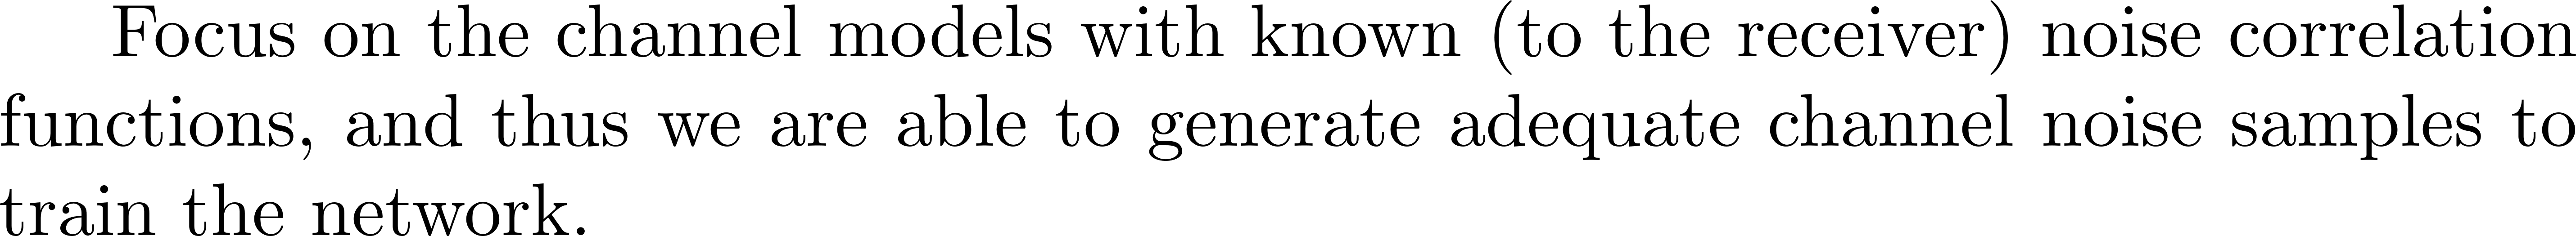 Focus on the channel models with known (to the receiver) noise correlation
functions, and thus we are able to generate adequate channel noise samples to
train the network.